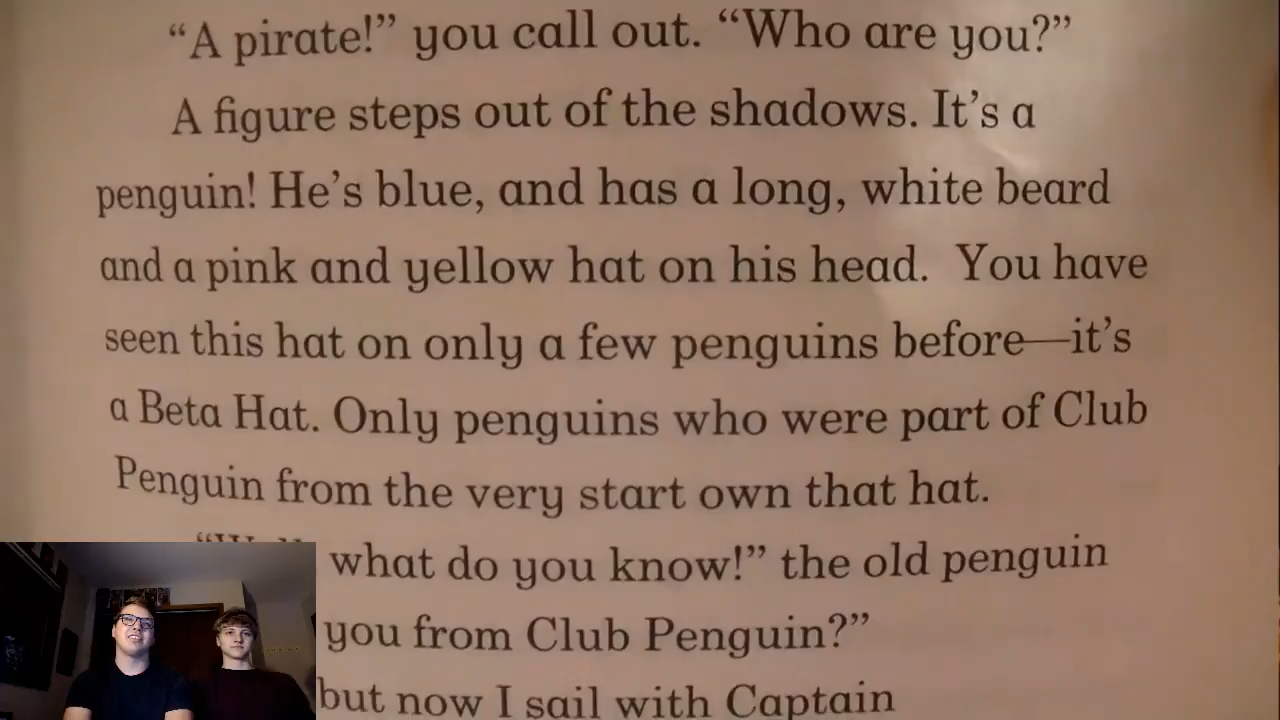 “A pirate!” you call out. “Who are you?”
A figure steps out of the shadows. It’s a
penguin! He’s blue, and has a long, white beard
and a pink and yellow hat on his head. You have
seen this hat on only a few penguins before—it’s
a Beta Hat. Only penguins who were part of Club
Penguin from the very start own that hat.
what do you know!” the old penguin
you from Club Penguin?”
but now I sail with Captain